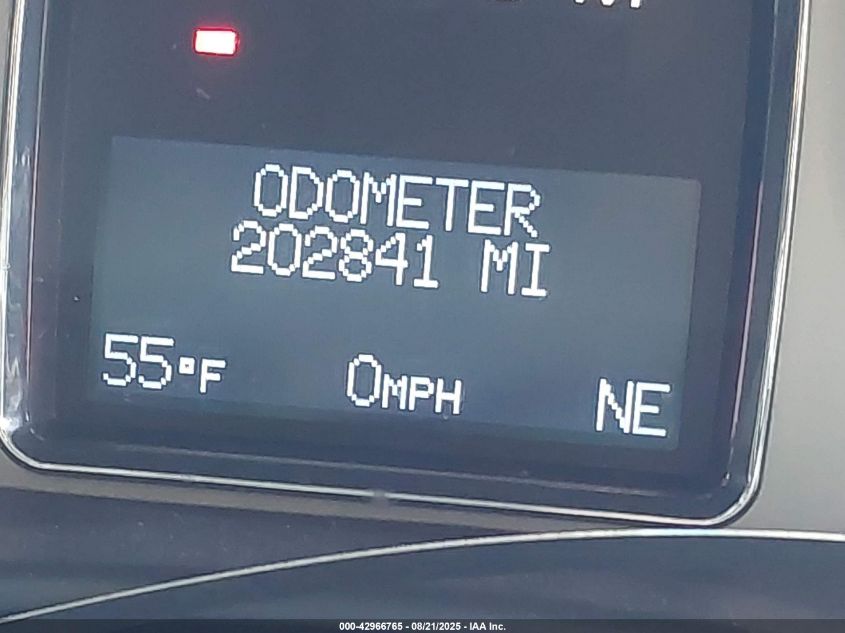 ODOMETER
202841 MI
55°F 0MPH NE
000-42966765 - 08/21/2025 - IAA Inc.